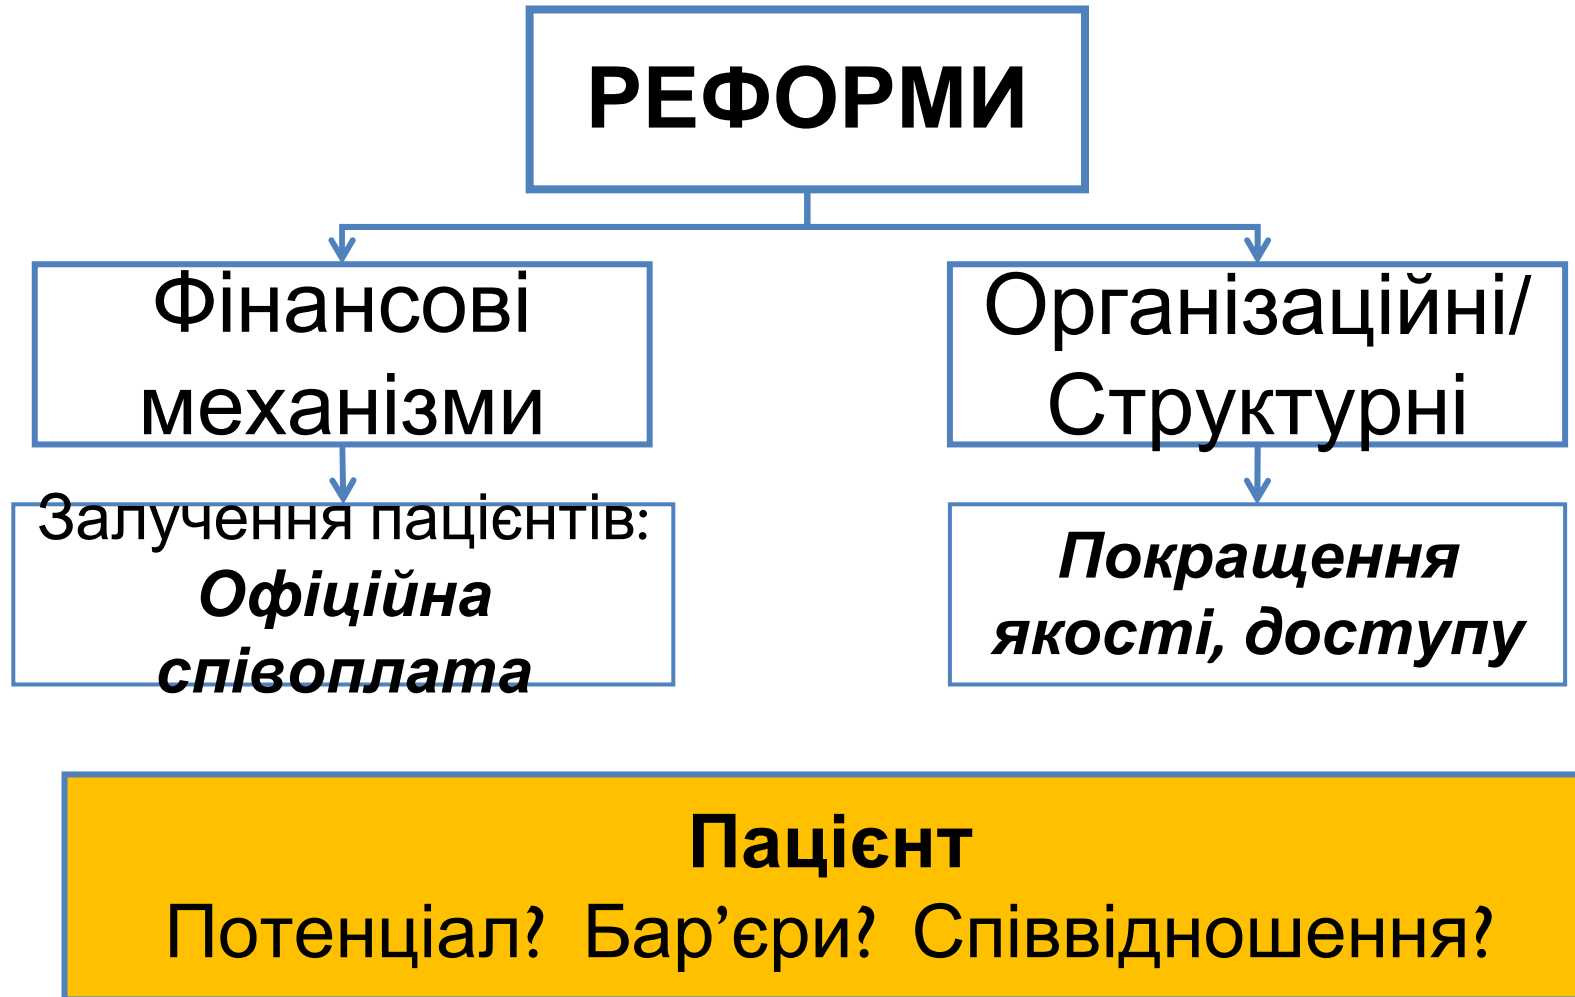 РЕФОРМИ
Фінансові
механізми
Організаційні/
Структурні
Залучення пацієнтів:
Офіційна
співоплата
Покращення
якості, доступу
Пацієнт
Потенціал? Бар’єри? Співвідношення?